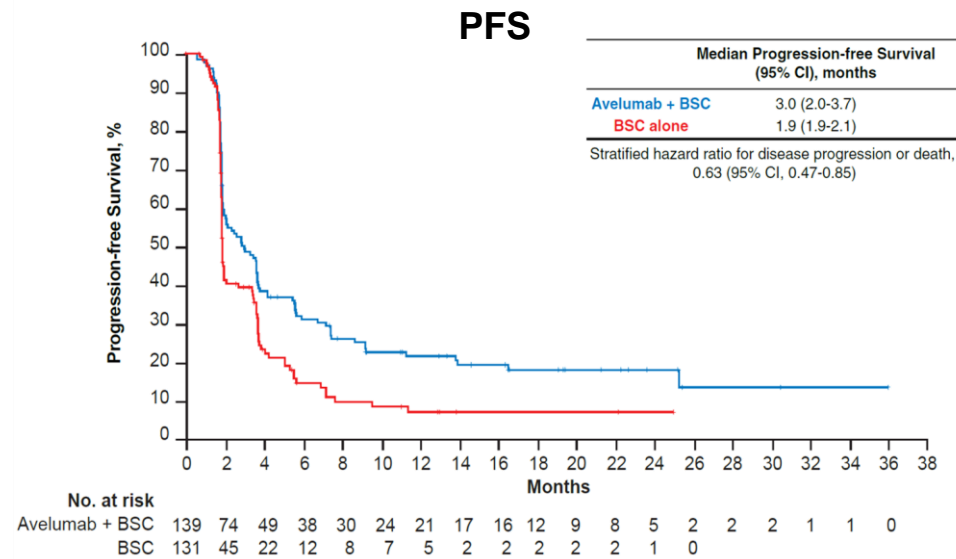 PFS
Median Progression-free Survival
(95% CI), months
Avelumab + BSC 3.0 (2.0-3.7)
BSC alone 1.9 (1.9-2.1)
Stratified hazard ratio for disease progression or death,
0.63 (95% CI, 0.47-0.85)
Progression-free Survival, %
100
90
80
70
60
50
40
30
20
10
0
0 2 4 6 8 10 12 14 16 18 20 22 24 26 28 30 32 34 36 38
Months
No. at risk
Avelumab + BSC 139 74 49 38 30 24 21 17 16 12 9 8 5 2 2 2 1 1 0
BSC 131 45 22 12 8 7 5 2 2 2 2 2 1 0